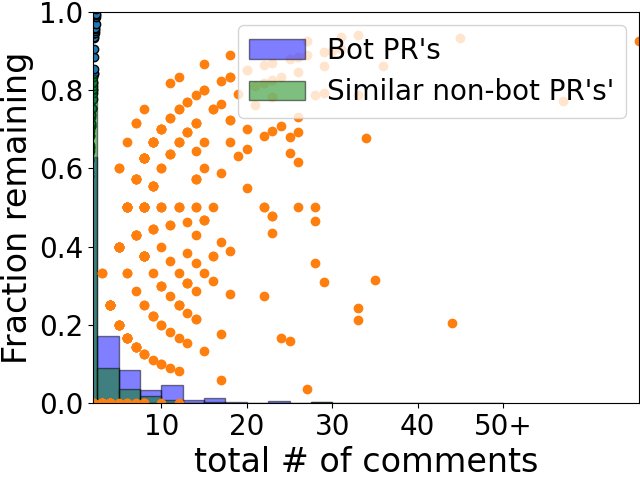 Fraction remaining
1.0
0.8
0.6
0.4
0.2
0.0
Bot PR's
Similar non-bot PR's'
10 20 30 40 50+
total # of comments